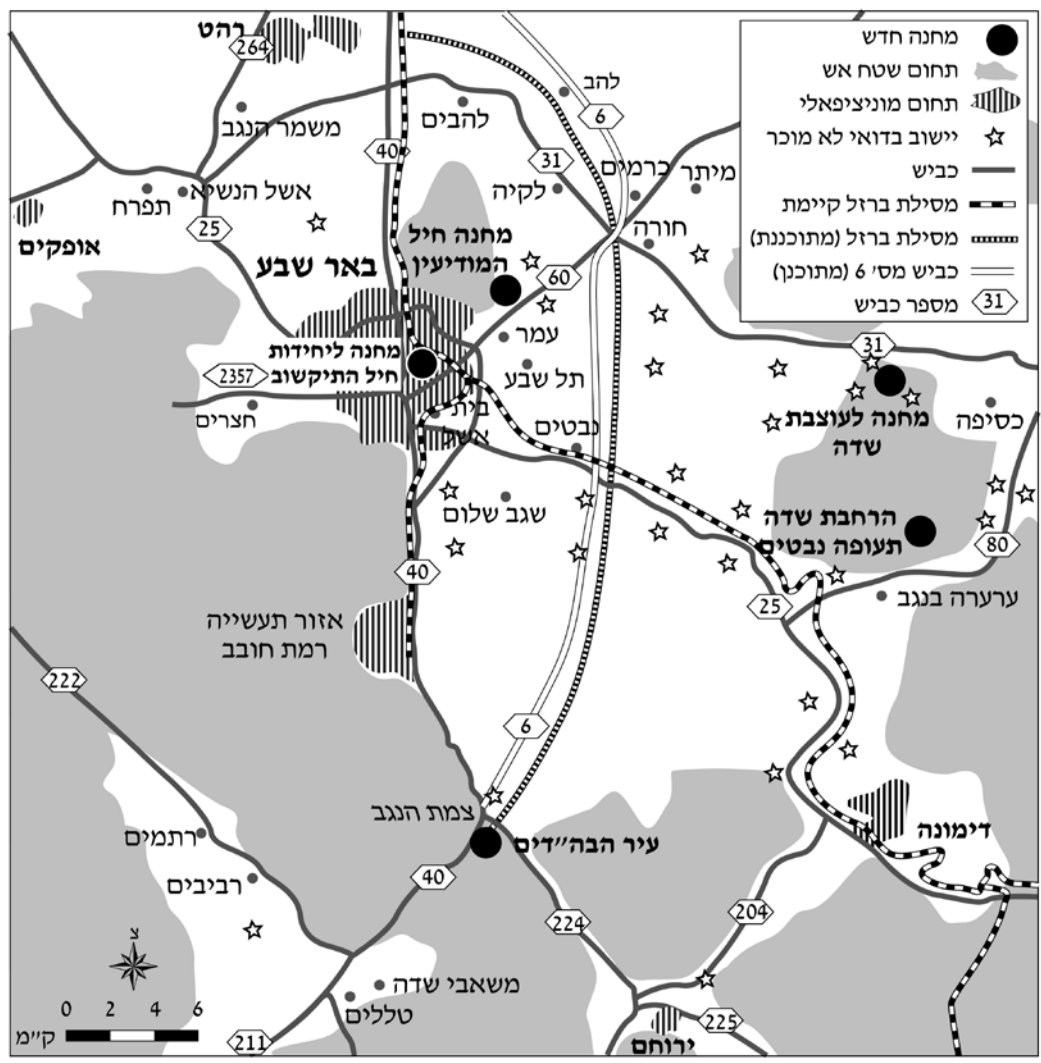 מחנה חדש
תחום שטח אש
תחום מוניציפאלי
יישוב בדואי לא מוכר
כביש
מסילת ברזל קיימת
מסילת ברזל (מתוכננת)
כביש מס׳ 6 (מתוכנן)
31 מספר כביש
רהט
264
להב
6
משמר הנגב
להבים
40
31
כרמים
מיתר
לקיה
אשל הנשיא
תפרח
25
אופקים
חורה
מחנה חיל
המודיעין
באר שבע
60
עמר
31
מחנה ליחידות
חיל התיקשוב
2357
תל שבע
חצרים
בית
אשל
נבטים
מחנה לעוצבת
שדה
כסיפה
שגב שלום
הרחבת שדה
תעופה נבטים
80
40
25
ערערה בנגב
אזור תעשייה
רמת חובב
222
6
צמת הנגב
עיר הבה״דים
דימונה
רתמים
רביבים
40
224
204
צ
משאבי שדה
טללים
0 2 4 6
ק״מ
211
225
ירוחם